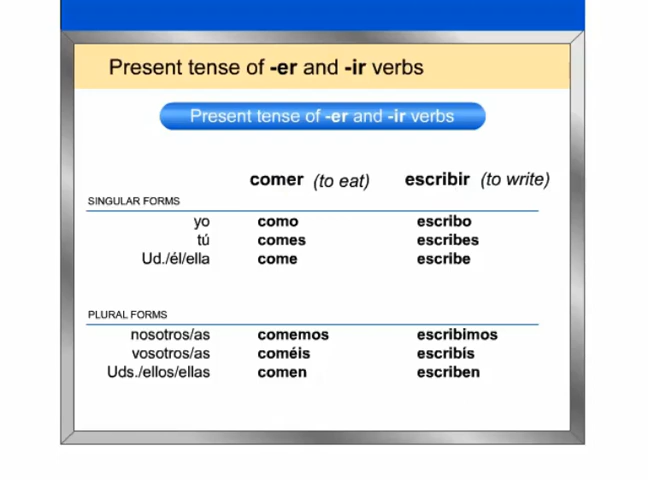 Present tense of -er and -ir verbs
Present tense of -er and -ir verbs
comer (to eat) escribir (to write)
SINGULAR FORMS
yo como escribo
tú comes escribes
Ud./él/ella come escribe
PLURAL FORMS
nosotros/as comemos escribimos
vosotros/as coméis escribís
Uds./ellos/ellas comen escriben